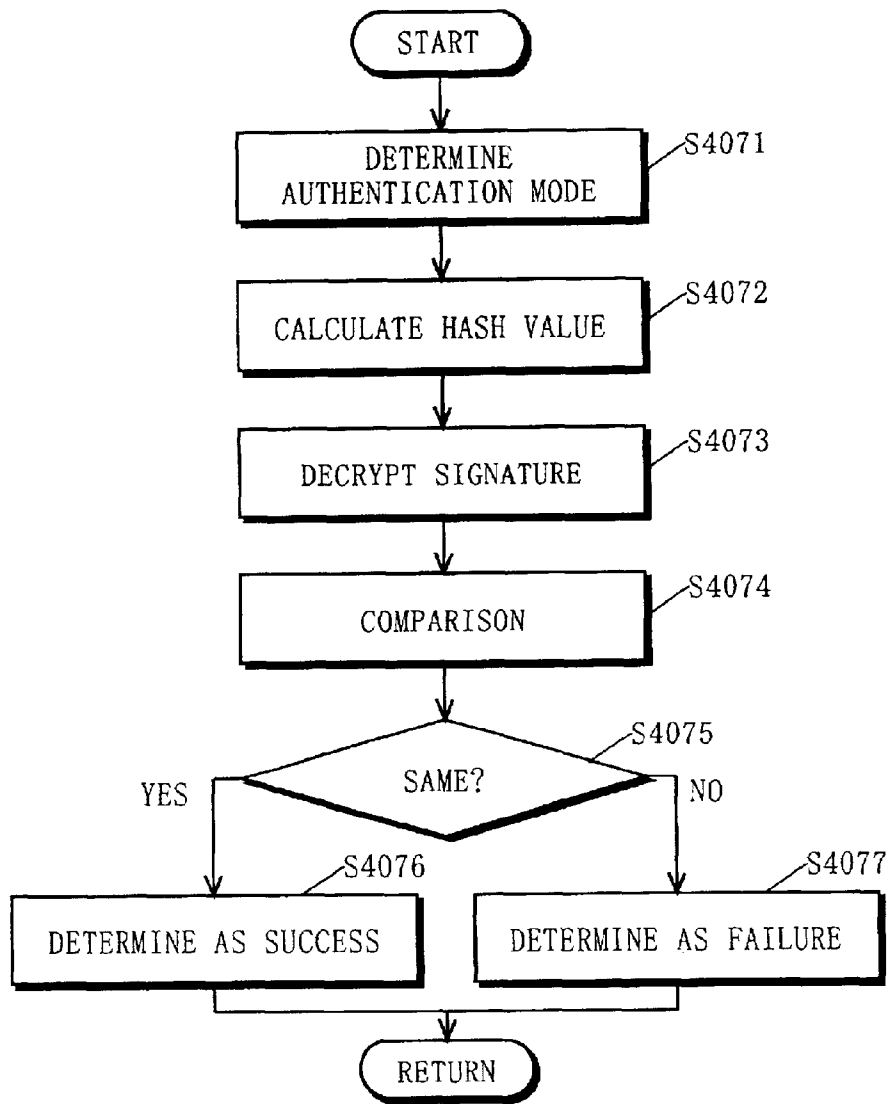 START
DETERMINE
AUTHENTICATION MODE
S4071
CALCULATE HASH VALUE
S4072
DECRYPT SIGNATURE
S4073
COMPARISON
S4074
SAME?
S4075
YES
NO
S4076
DETERMINE AS SUCCESS
S4077
DETERMINE AS FAILURE
RETURN